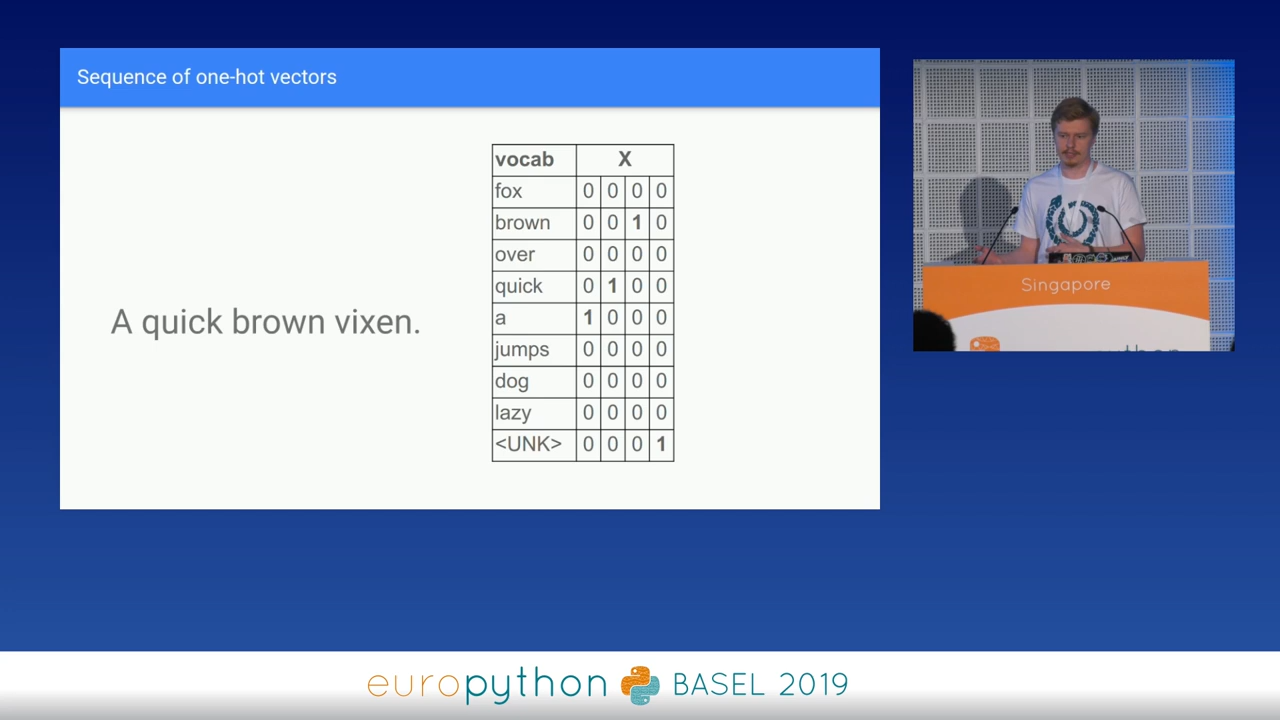 Sequence of one-hot vectors
A quick brown vixen.
vocab X
fox 0 0 0 0
brown 0 0 1 0
over 0 0 0 0
quick 0 1 0 0
a 1 0 0 0
jumps 0 0 0 0
dog 0 0 0 0
lazy 0 0 0 0
<UNK> 0 0 0 1
Singapore
europython BASEL 2019